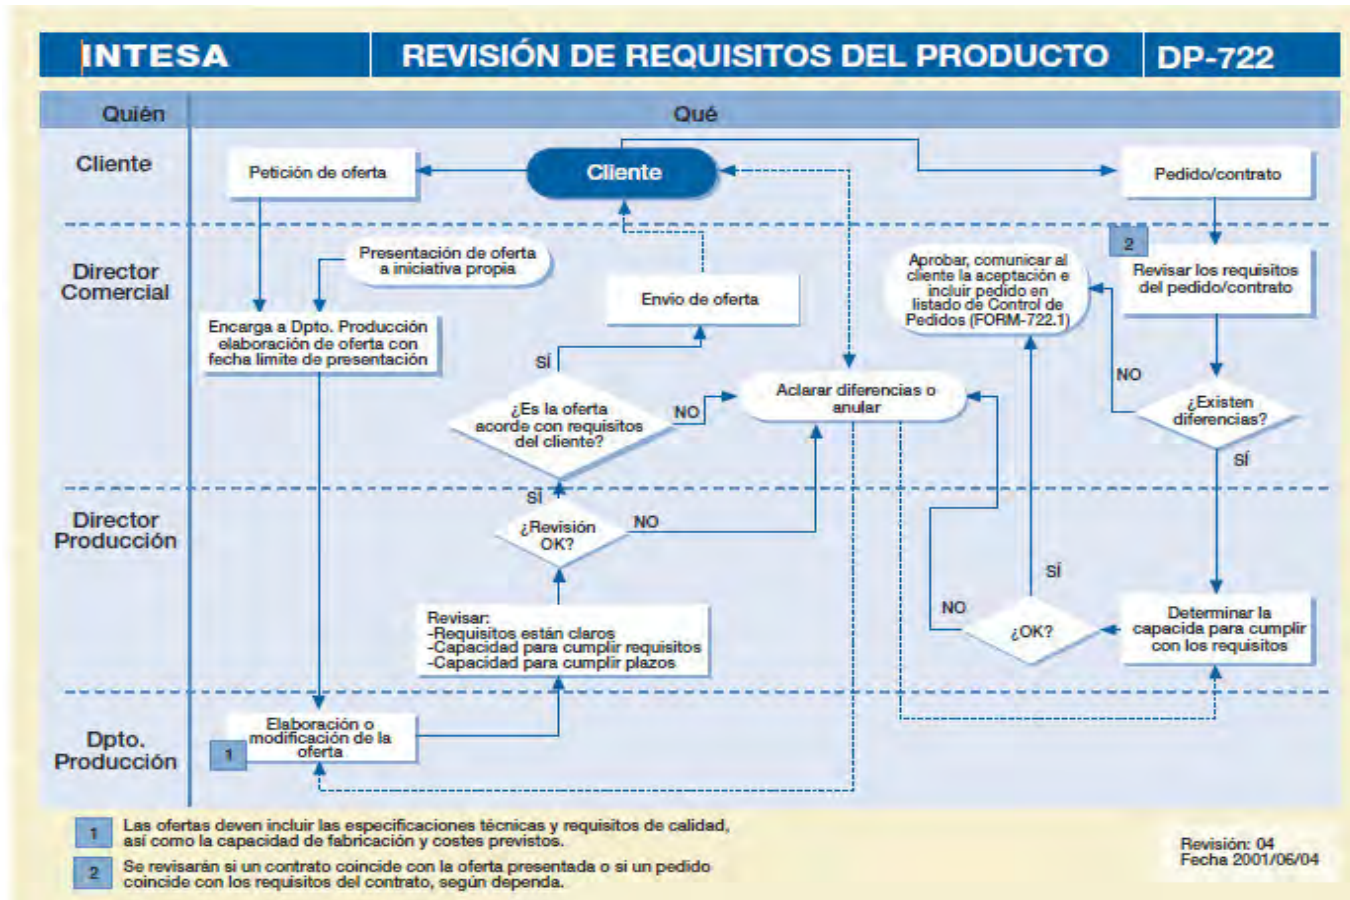 INTESA
REVISIÓN DE REQUISITOS DEL PRODUCTO
DP-722
Quién
Qué
Cliente
Petición de oferta
Cliente
Pedido/contrato
Director
Comercial
Presentación de oferta
a iniciativa propia
Envio de oferta
Aprobar, comunicar al
cliente la aceptación e
incluir pedido en
listado de Control de
Pedidos (FORM-722.1)
2
Revisar los requisitos
del pedido/contrato
Encarga a Dpto. Producción
elaboración de oferta con
fecha limite de presentación
SÍ
¿Es la oferta
acorde con requisitos
del cliente?
NO
Aclarar diferencias o
anular
NO
¿Existen
diferencias?
SÍ
Director
Producción
SÍ
¿Revisión
OK?
NO
Revisar:
-Requisitos están claros
-Capacidad para cumplir requisitos
-Capacidad para cumplir plazos
NO
¿OK?
SÍ
Determinar la
capacida para cumplir
con los requisitos
Dpto.
Producción
1
Elaboración o
modificación de la
oferta
1
Las ofertas deven incluir las especificaciones técnicas y requisitos de calidad,
así como la capacidad de fabricación y costes previstos.
2
Se revisarán si un contrato coincide con la oferta presentada o si un pedido
coincide con los requisitos del contrato, según dependa.
Revisión: 04
Fecha 2001/06/04